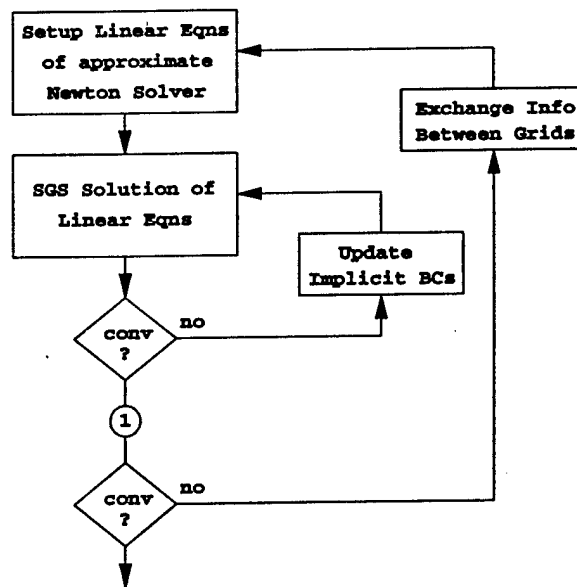 Setup Linear Eqns
of approximate
Newton Solver
Exchange Info
Between Grids
SGS Solution of
Linear Eqns
Update
Implicit BCs
conv
?
no
1
conv
?
no